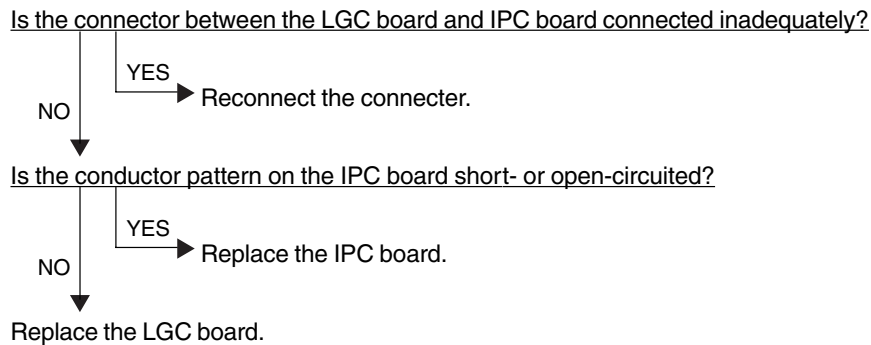 Is the connector between the LGC board and IPC board connected inadequately?
YES
Reconnect the connecter.
NO
Is the conductor pattern on the IPC board short- or open-circuited?
YES
Replace the IPC board.
NO
Replace the LGC board.